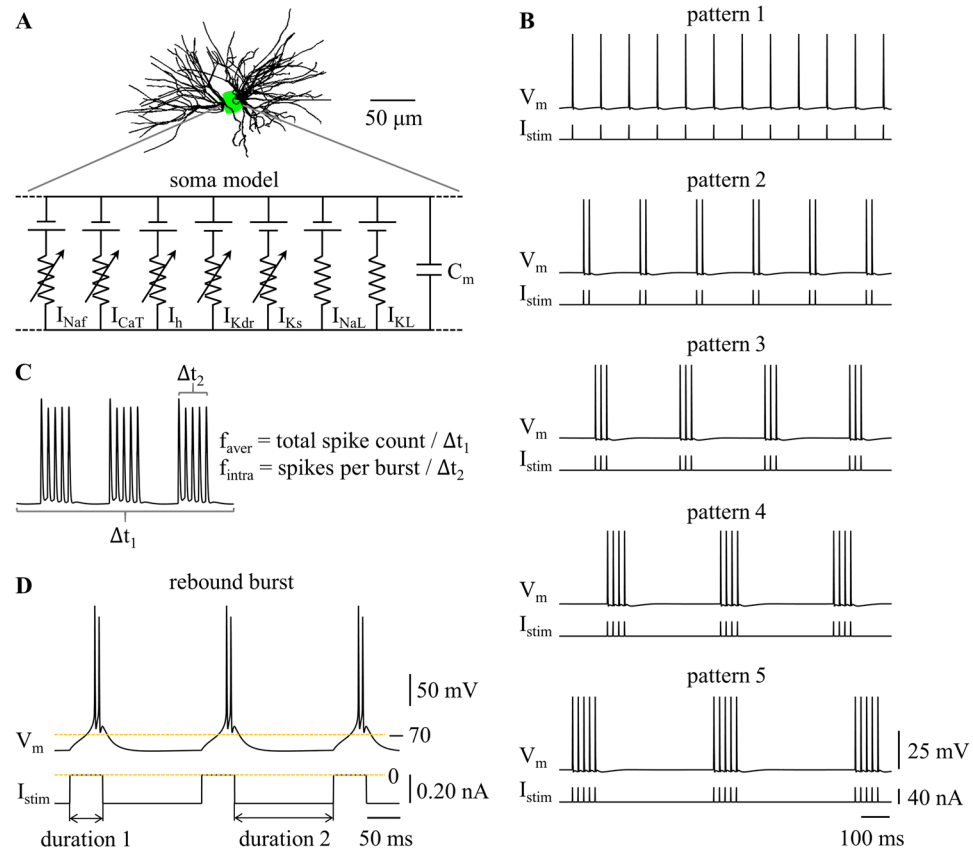 A
50 μm
soma model
I_Naf I_CaT I_h I_Kdr I_Ks I_NaL I_KL C_m
C
Δt_2
f_aver = total spike count / Δt_1
f_intra = spikes per burst / Δt_2
Δt_1
D
rebound burst
50 mV
70
V_m
0
I_stim
0.20 nA
duration 1
duration 2
50 ms
B
pattern 1
V_m
I_stim
pattern 2
V_m
I_stim
pattern 3
V_m
I_stim
pattern 4
V_m
I_stim
pattern 5
V_m
25 mV
I_stim
40 nA
100 ms